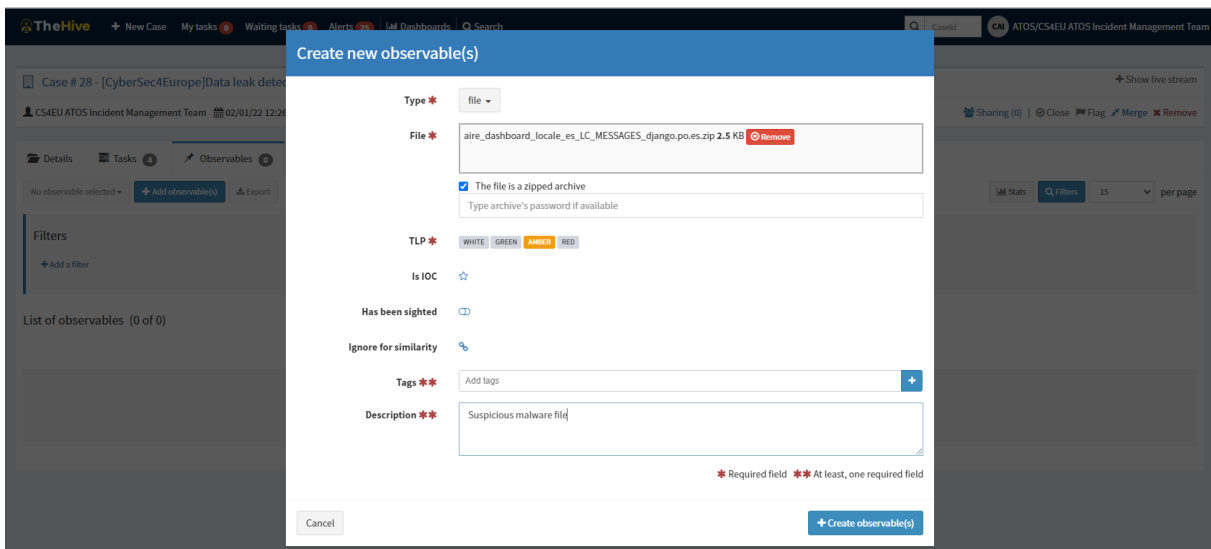 TheHive + New Case My tasks 0 Waiting tasks 0 Alerts 25 Dashboards Search CaseId CAI ATOS/CS4EU ATOS Incident Management Team
Create new observable(s)
Case # 28 - [CyberSec4Europe]Data leak detec
+ Show live stream
CS4EU ATOS Incident Management Team 02/01/22 12:26
Sharing (0) | Close Flag Merge Remove
Type * file
File * aire_dashboard_locale_es_LC_MESSAGES_django.po.es.zip 2.5 KB Remove
Details Tasks 4 Observables 0
No observable selected + Add observable(s) Export
Stats Filters 15 per page
The file is a zipped archive
Type archive's password if available
Filters
+ Add a filter
TLP * WHITE GREEN AMBER RED
Is IOC
Has been sighted
List of observables (0 of 0)
Ignore for similarity
Tags ** Add tags +
Description ** Suspicious malware file
* Required field ** At least, one required field
Cancel + Create observable(s)